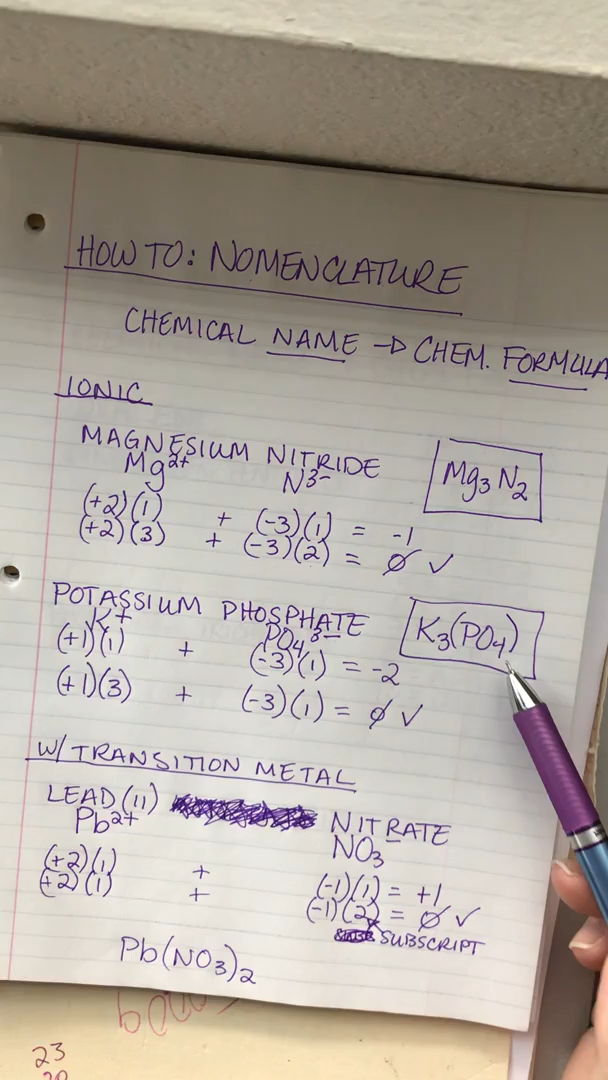 HOW TO: NOMENCLATURE
CHEMICAL NAME → CHEM. FORMULA
IONIC
MAGNESIUM NITRIDE
Mg²⁺ N³⁻
Mg₃N₂
(+2)(1) + (-3)(1) = -1
(+2)(3) + (-3)(2) = ∅ ✓
POTASSIUM PHOSPHATE
K⁺ PO₄³⁻
K₃(PO₄)
(+1)(1) + (-3)(1) = -2
(+1)(3) + (-3)(1) = ∅ ✓
W/ TRANSITION METAL
LEAD (II) NITRATE
Pb²⁺ NO₃
(+2)(1) + (-1)(1) = +1
(+2)(1) + (-1)(2) = ∅ ✓
SUBSCRIPT
Pb(NO₃)₂
23